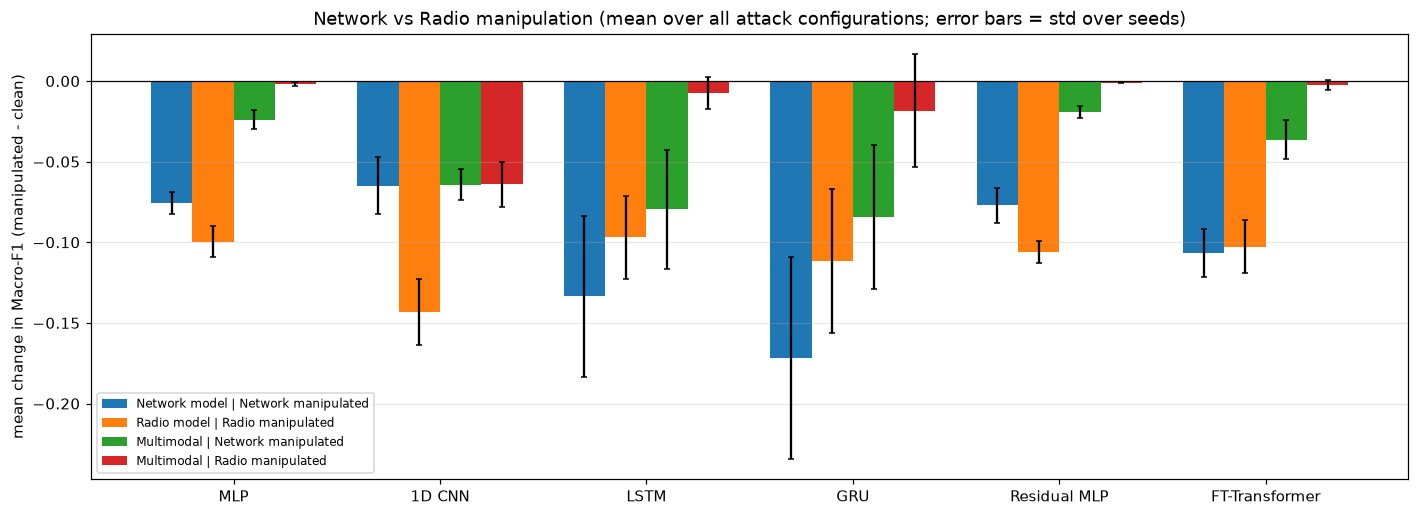 Network vs Radio manipulation (mean over all attack configurations; error bars = std over seeds)
mean change in Macro-F1 (manipulated - clean)
0.00
−0.05
−0.10
−0.15
−0.20
Network model | Network manipulated
Radio model | Radio manipulated
Multimodal | Network manipulated
Multimodal | Radio manipulated
MLP
1D CNN
LSTM
GRU
Residual MLP
FT-Transformer